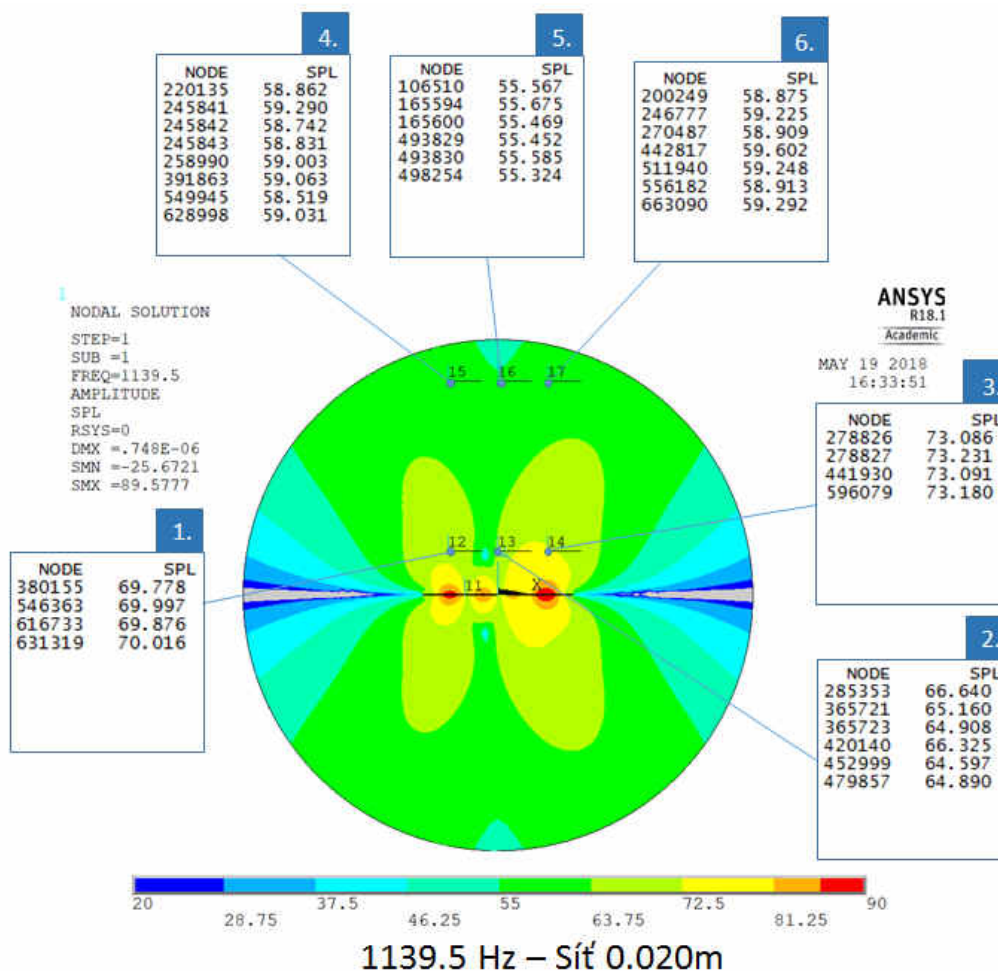 4.
NODE SPL
220135 58.862
245841 59.290
245842 58.742
245843 58.831
258990 59.003
391863 59.063
549945 58.519
628998 59.031
5.
NODE SPL
106510 55.567
165594 55.675
165600 55.469
493829 55.452
493830 55.585
498254 55.324
6.
NODE SPL
200249 58.875
246777 59.225
270487 58.909
442817 59.602
511940 59.248
556182 58.913
663090 59.292
1
NODAL SOLUTION
STEP=1
SUB =1
FREQ=1139.5
AMPLITUDE
SPL
RSYS=0
DMX =.748E-06
SMN =-25.6721
SMX =89.5777
ANSYS
R18.1
Academic
MAY 19 2018
16:33:51
15 16 17
12 13 14
11 X
3.
NODE SPL
278826 73.086
278827 73.231
441930 73.091
596079 73.180
1.
NODE SPL
380155 69.778
546363 69.997
616733 69.876
631319 70.016
2.
NODE SPL
285353 66.640
365721 65.160
365723 64.908
420140 66.325
452999 64.597
479857 64.890
20 37.5 55 72.5 90
28.75 46.25 63.75 81.25
1139.5 Hz – Síť 0.020m